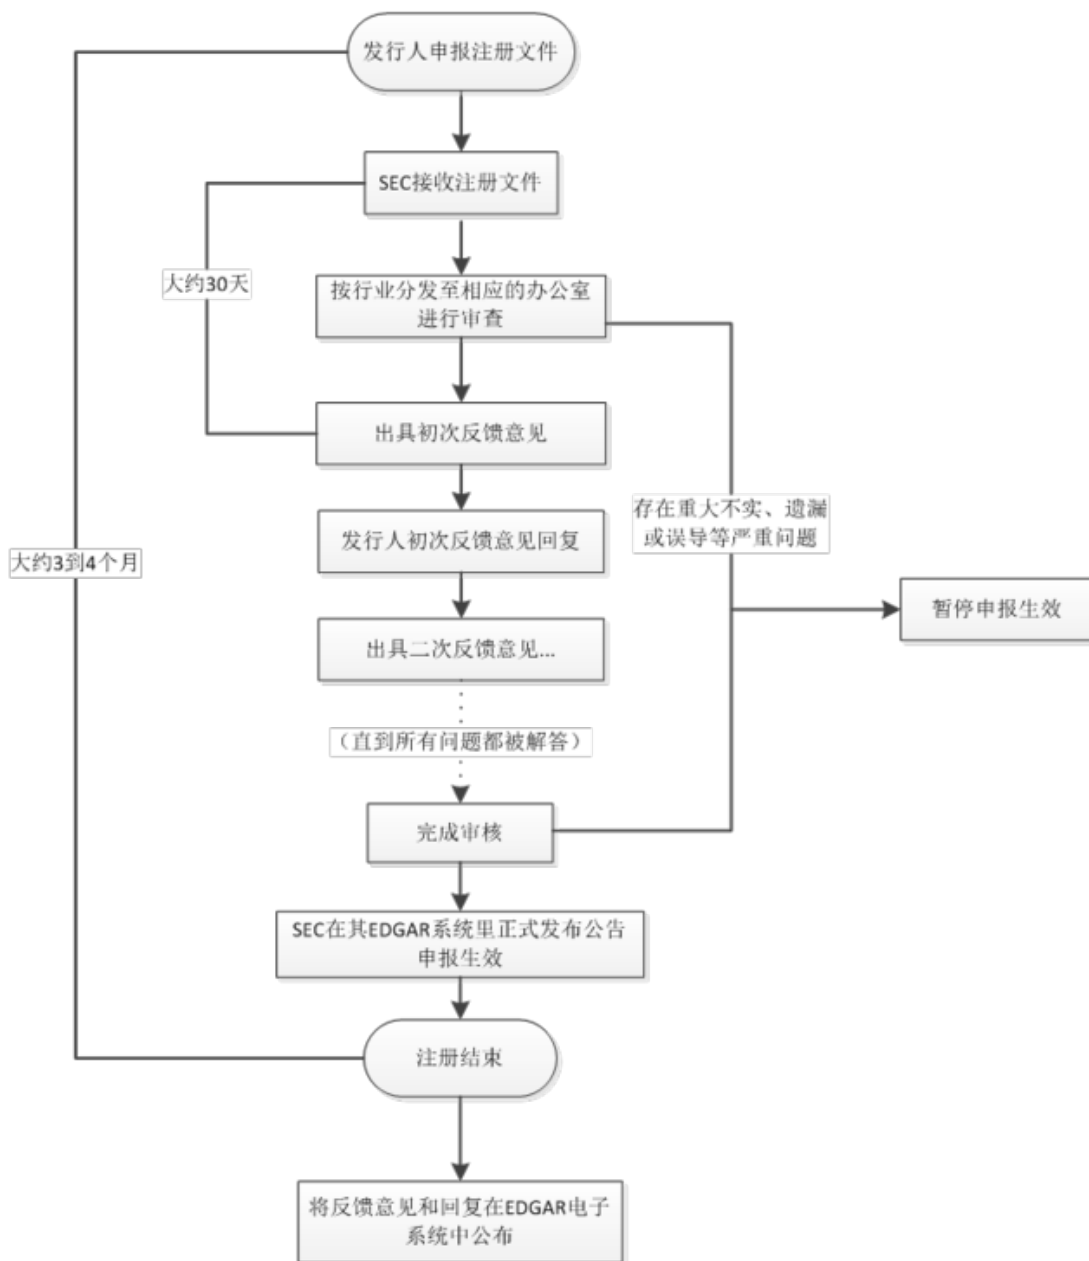 发行人申报注册文件
SEC接收注册文件
大约30天
按行业分发至相应的办公室
进行审查
出具初次反馈意见
存在重大不实、遗漏
或误导等严重问题
发行人初次反馈意见回复
大约3到4个月
暂停申报生效
出具二次反馈意见...
（直到所有问题都被解答）
完成审核
SEC在其EDGAR系统里正式发布公告
申报生效
注册结束
将反馈意见和回复在EDGAR电子
系统中公布